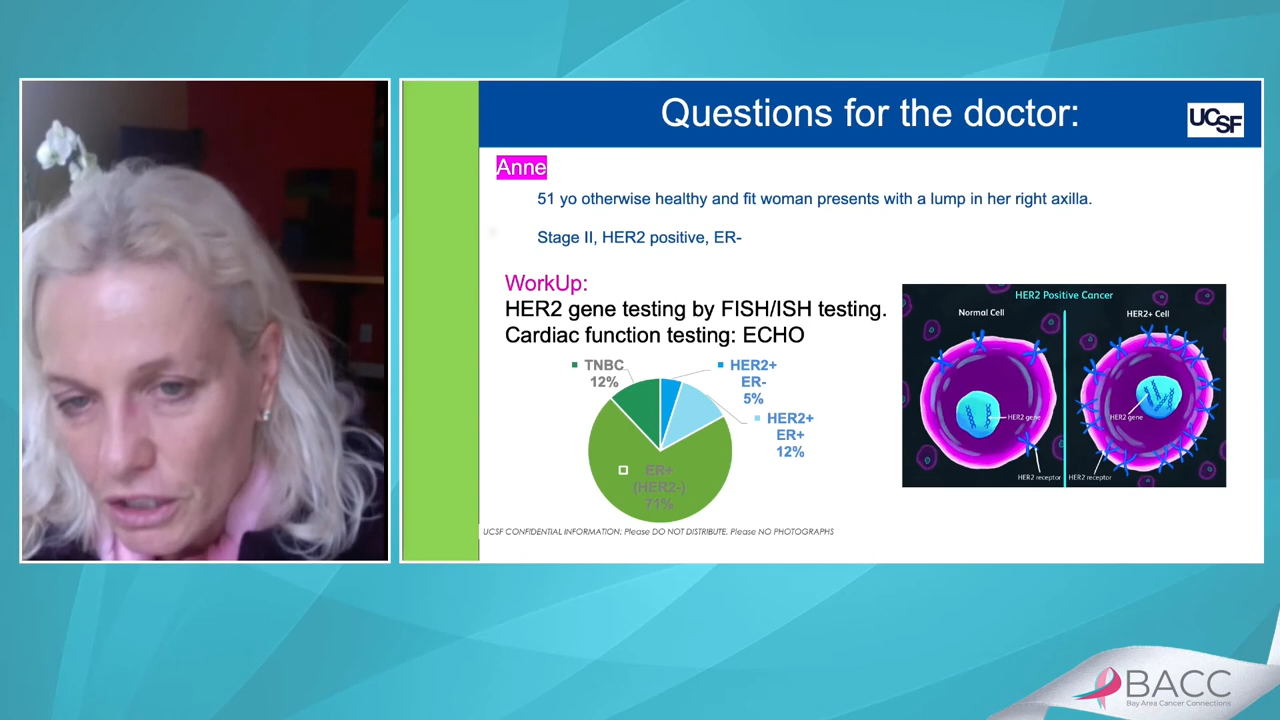 Questions for the doctor:
UCSF
Anne
51 yo otherwise healthy and fit woman presents with a lump in her right axilla.
Stage II, HER2 positive, ER-
WorkUp:
HER2 gene testing by FISH/ISH testing.
Cardiac function testing: ECHO
TNBC
12%
HER2+
ER-
5%
HER2+
ER+
12%
ER+
(HER2-)
71%
HER2 Positive Cancer
Normal Cell
HER2+ Cell
HER2 gene
HER2 gene
HER2 receptor
HER2 receptor
UCSF CONFIDENTIAL INFORMATION: Please DO NOT DISTRIBUTE, Please NO PHOTOGRAPHS
BACC
Bay Area Cancer Connections